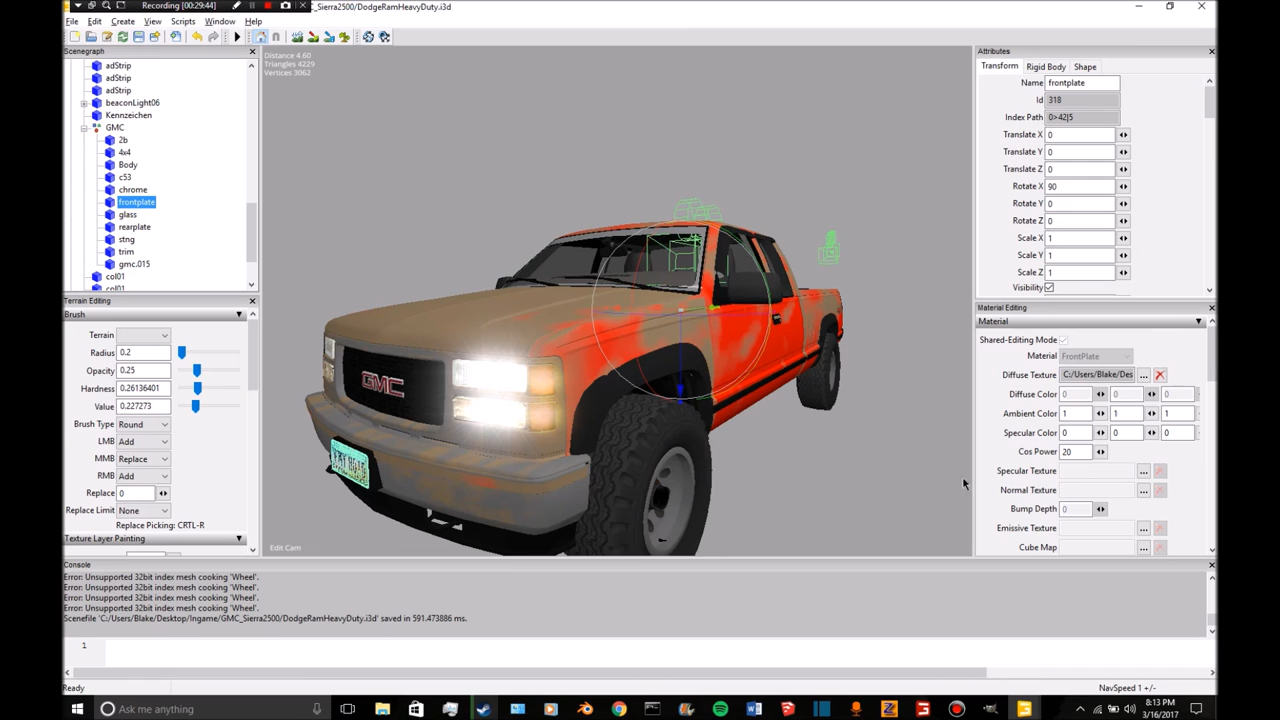 Recording [00:29:44]
_Sierra2500/DodgeRamHeavyDuty.i3d*
File Edit Create View Scripts Window Help
Scenegraph
adStrip
adStrip
adStrip
beaconLight06
Kennzeichen
GMC
2b
4x4
Body
c53
chrome
frontplate
glass
rearplate
stng
trim
gmc.015
col01
col01
Terrain Editing
Brush
Terrain
Radius 0.2
Opacity 0.25
Hardness 0.26136401
Value 0.227273
Brush Type Round
LMB Add
MMB Replace
RMB Add
Replace 0
Replace Limit None
Replace Picking: CRTL-R
Texture Layer Painting
Distance 4.60
Triangles 4229
Vertices 3062
GMC
Edit Cam
Attributes
Transform Rigid Body Shape
Name frontplate
Id 318
Index Path 0>42|5
Translate X 0
Translate Y 0
Translate Z 0
Rotate X 90
Rotate Y 0
Rotate Z 0
Scale X 1
Scale Y 1
Scale Z 1
Visibility
Material Editing
Material
Shared-Editing Mode
Material FrontPlate
Diffuse Texture C:/Users/Blake/Des ...
Diffuse Color 0 0 0
Ambient Color 1 1 1
Specular Color 0 0 0
Cos Power 20
Specular Texture ...
Normal Texture ...
Bump Depth 0
Emissive Texture ...
Cube Map ...
Console
Error: Unsupported 32bit index mesh cooking 'Wheel'.
Error: Unsupported 32bit index mesh cooking 'Wheel'.
Error: Unsupported 32bit index mesh cooking 'Wheel'.
Error: Unsupported 32bit index mesh cooking 'Wheel'.
Scenefile 'C:/Users/Blake/Desktop/Ingame/GMC_Sierra2500/DodgeRamHeavyDuty.i3d' saved in 591.473886 ms.
1
Ready
NavSpeed 1 +/-
Ask me anything
8:13 PM
3/16/2017